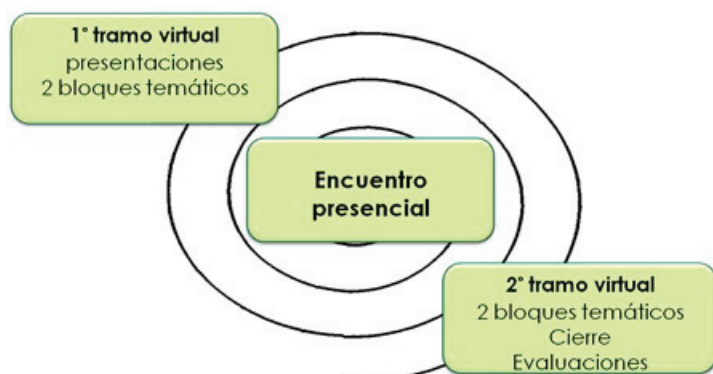 1° tramo virtual
presentaciones
2 bloques temáticos
Encuentro
presencial
2° tramo virtual
2 bloques temáticos
Cierre
Evaluaciones